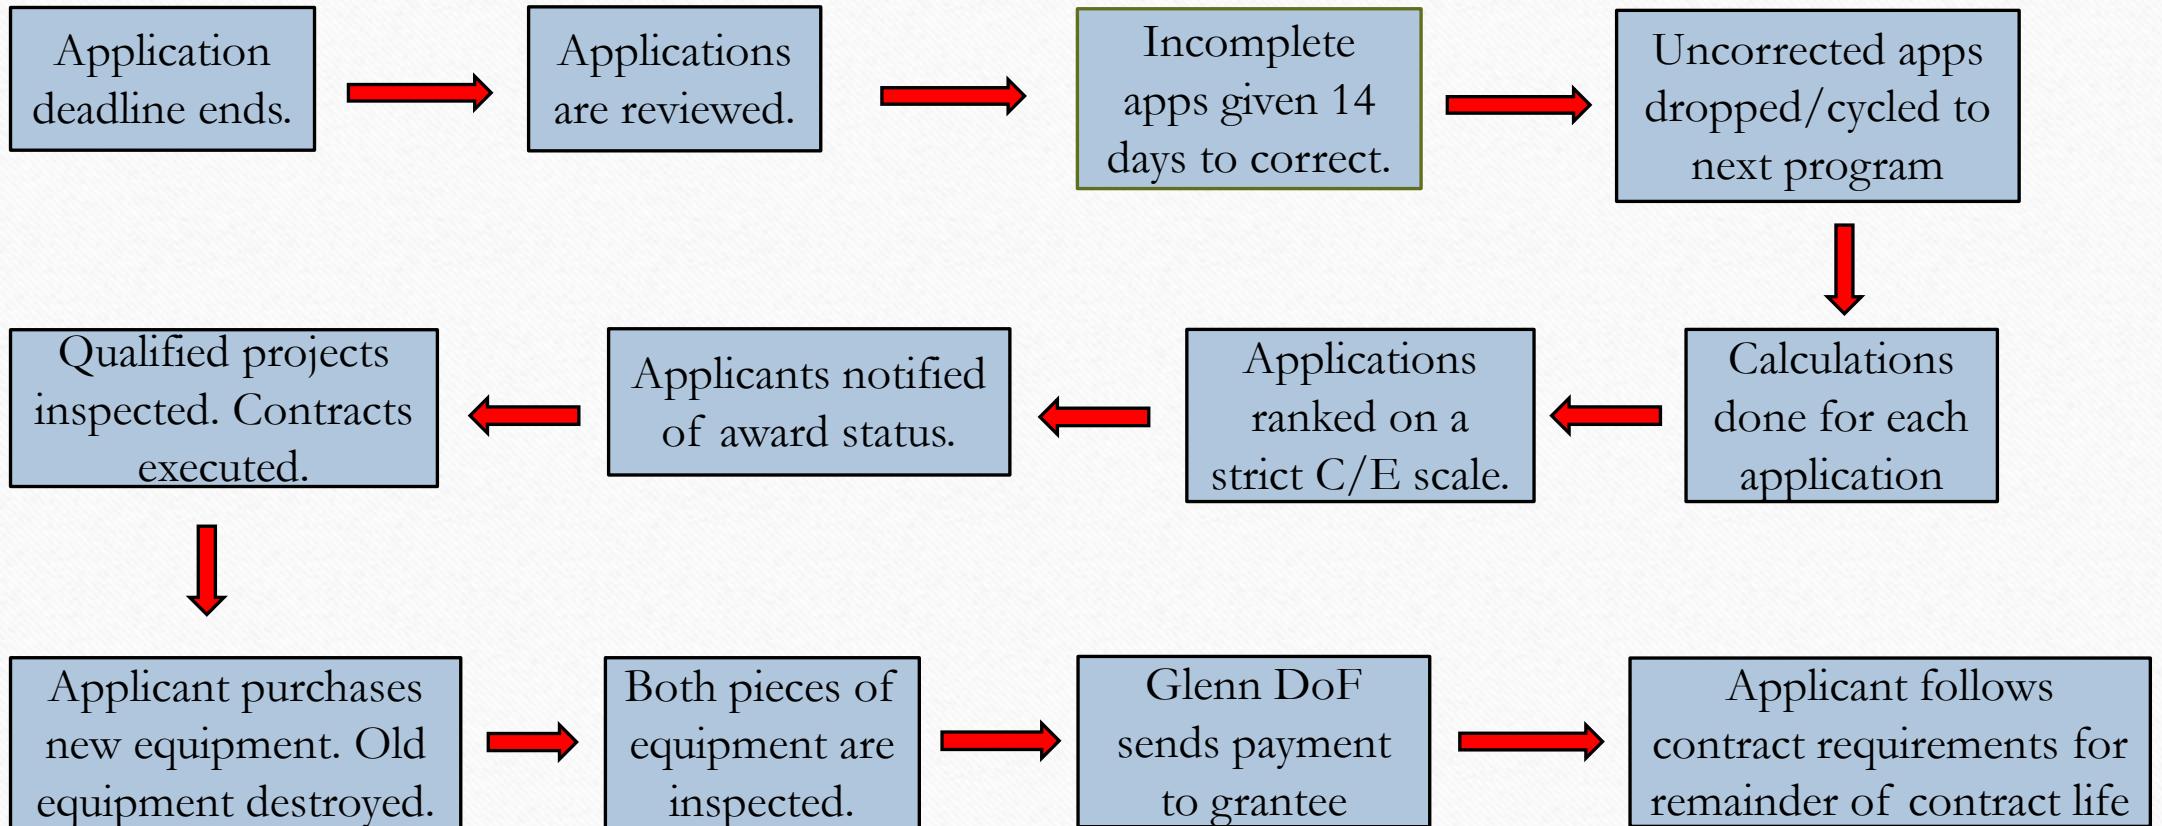 Application
deadline ends.
Applications
are reviewed.
Incomplete
apps given 14
days to correct.
Uncorrected apps
dropped/cycled to
next program
Calculations
done for each
application
Applications
ranked on a
strict C/E scale.
Applicants notified
of award status.
Qualified projects
inspected. Contracts
executed.
Applicant purchases
new equipment. Old
equipment destroyed.
Both pieces of
equipment are
inspected.
Glenn DoF
sends payment
to grantee
Applicant follows
contract requirements for
remainder of contract life